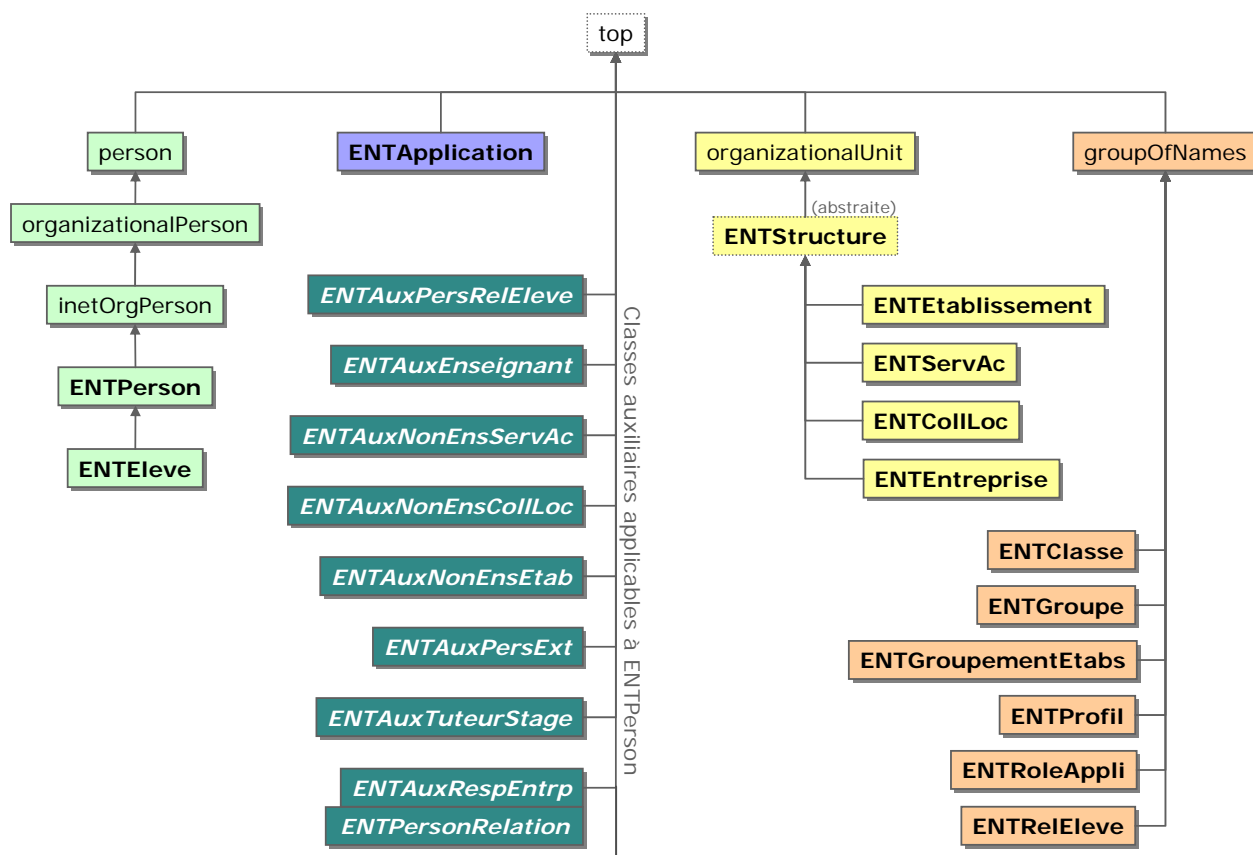 top
person
ENTApplication
organizationalUnit
groupOfNames
organizationalPerson
(abstraite)
ENTStructure
inetOrgPerson
ENTPerson
ENTEleve
ENTAuxPersRelEleve
ENTAuxEnseignant
ENTAuxNonEnsServAc
ENTAuxNonEnsCollLoc
ENTAuxNonEnsEtab
ENTAuxPersExt
ENTAuxTuteurStage
ENTAuxRespEntrp
ENTPersonRelation
Classes auxiliaires applicables à ENTPerson
ENTEtablissement
ENTServAc
ENTCollLoc
ENTEntreprise
ENTClasse
ENTGroupe
ENTGroupementEtabs
ENTProfil
ENTRoleAppli
ENTRelEleve